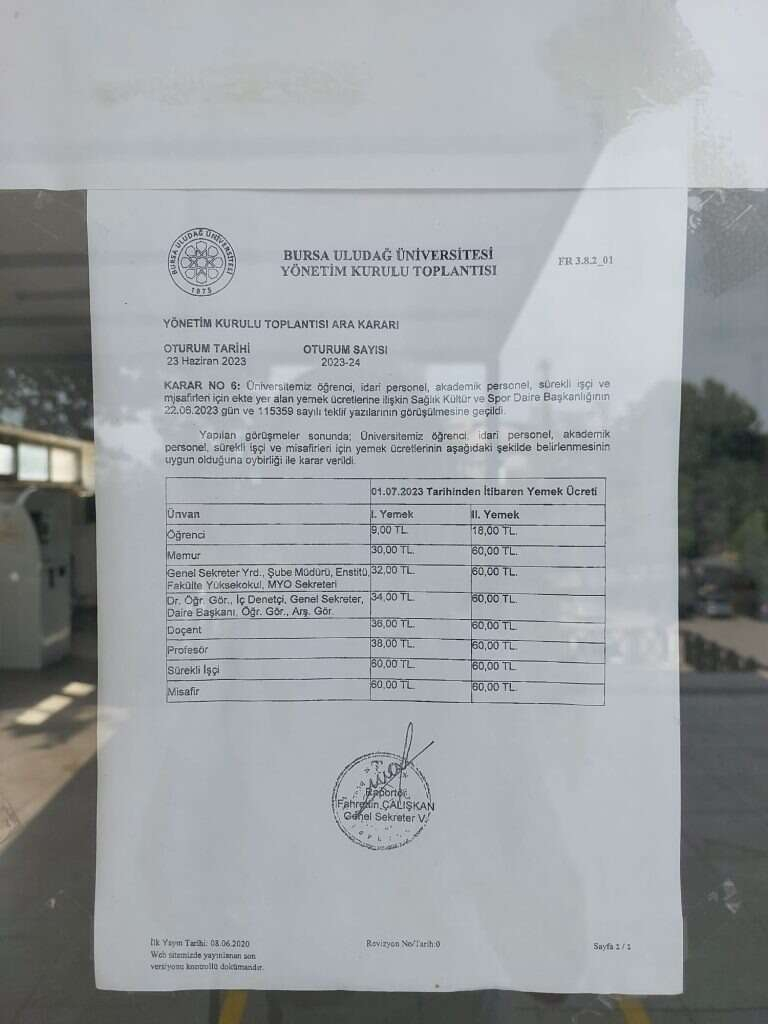 BURSA ULUDAĞ ÜNİVERSİTESİ
1975
BURSA ULUDAĞ ÜNİVERSİTESİ
YÖNETİM KURULU TOPLANTISI
FR 3.8.2_01
YÖNETİM KURULU TOPLANTISI ARA KARARI
OTURUM TARİHİ OTURUM SAYISI
23 Haziran 2023 2023-24
KARAR NO 6: Üniversitemiz öğrenci, idari personel, akademik personel, sürekli işçi ve
misafirleri için ekte yer alan yemek ücretlerine ilişkin Sağlık Kültür ve Spor Daire Başkanlığının
22.06.2023 gün ve 115359 sayılı teklif yazılarının görüşülmesine geçildi.
Yapılan görüşmeler sonunda; Üniversitemiz öğrenci, idari personel, akademik
personel, sürekli işçi ve misafirleri için yemek ücretlerinin aşağıdaki şekilde belirlenmesinin
uygun olduğuna oybirliği ile karar verildi.
01.07.2023 Tarihinden İtibaren Yemek Ücreti
Ünvan I. Yemek II. Yemek
Öğrenci 9,00 TL. 18,00 TL.
Memur 30,00 TL. 60,00 TL.
Genel Sekreter Yrd., Şube Müdürü, Enstitü, 32,00 TL. 60,00 TL.
Fakülte Yüksekokul, MYO Sekreteri
Dr. Öğr. Gör., İç Denetçi, Genel Sekreter, 34,00 TL. 60,00 TL.
Daire Başkanı, Öğr. Gör., Arş. Gör.
Doçent 36,00 TL. 60,00 TL.
Profesör 38,00 TL. 60,00 TL.
Sürekli İşçi 60,00 TL. 60,00 TL.
Misafir 60,00 TL. 60,00 TL.
Raportör
Fahrettin ÇALIŞKAN
Genel Sekreter V.
İlk Yayın Tarihi: 08.06.2020 Revizyon No/Tarih:0 Sayfa 1 / 1
Web sitemizde yayınlanan son
versiyonu kontrollü dokümandır.